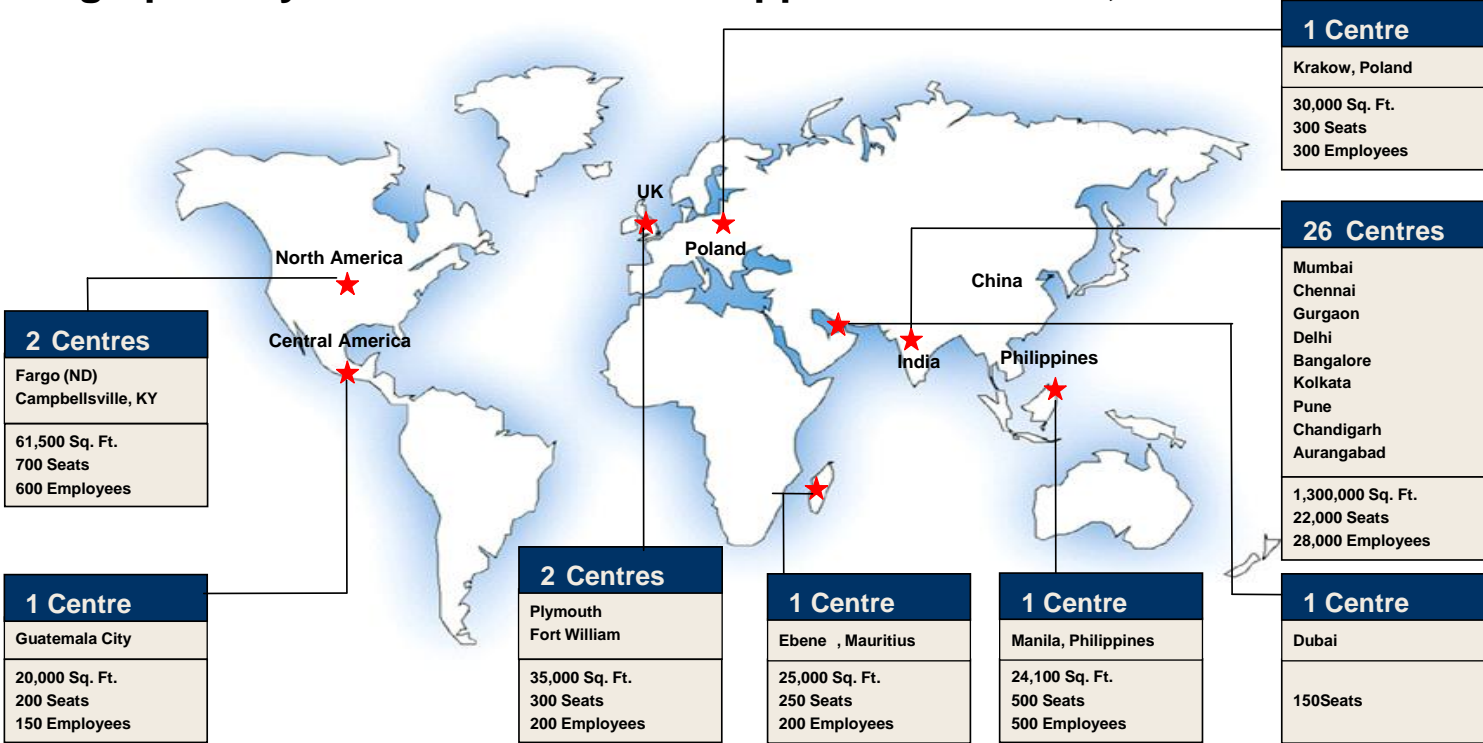 1 Centre
Krakow, Poland
30,000 Sq. Ft.
300 Seats
300 Employees
UK
Poland
North America
China
Central America
India
Philippines
26 Centres
Mumbai
Chennai
Gurgaon
Delhi
Bangalore
Kolkata
Pune
Chandigarh
Aurangabad
1,300,000 Sq. Ft.
22,000 Seats
28,000 Employees
2 Centres
Fargo (ND)
Campbellsville, KY
61,500 Sq. Ft.
700 Seats
600 Employees
1 Centre
Guatemala City
20,000 Sq. Ft.
200 Seats
150 Employees
2 Centres
Plymouth
Fort William
35,000 Sq. Ft.
300 Seats
200 Employees
1 Centre
Ebene , Mauritius
25,000 Sq. Ft.
250 Seats
200 Employees
1 Centre
Manila, Philippines
24,100 Sq. Ft.
500 Seats
500 Employees
1 Centre
Dubai
150Seats